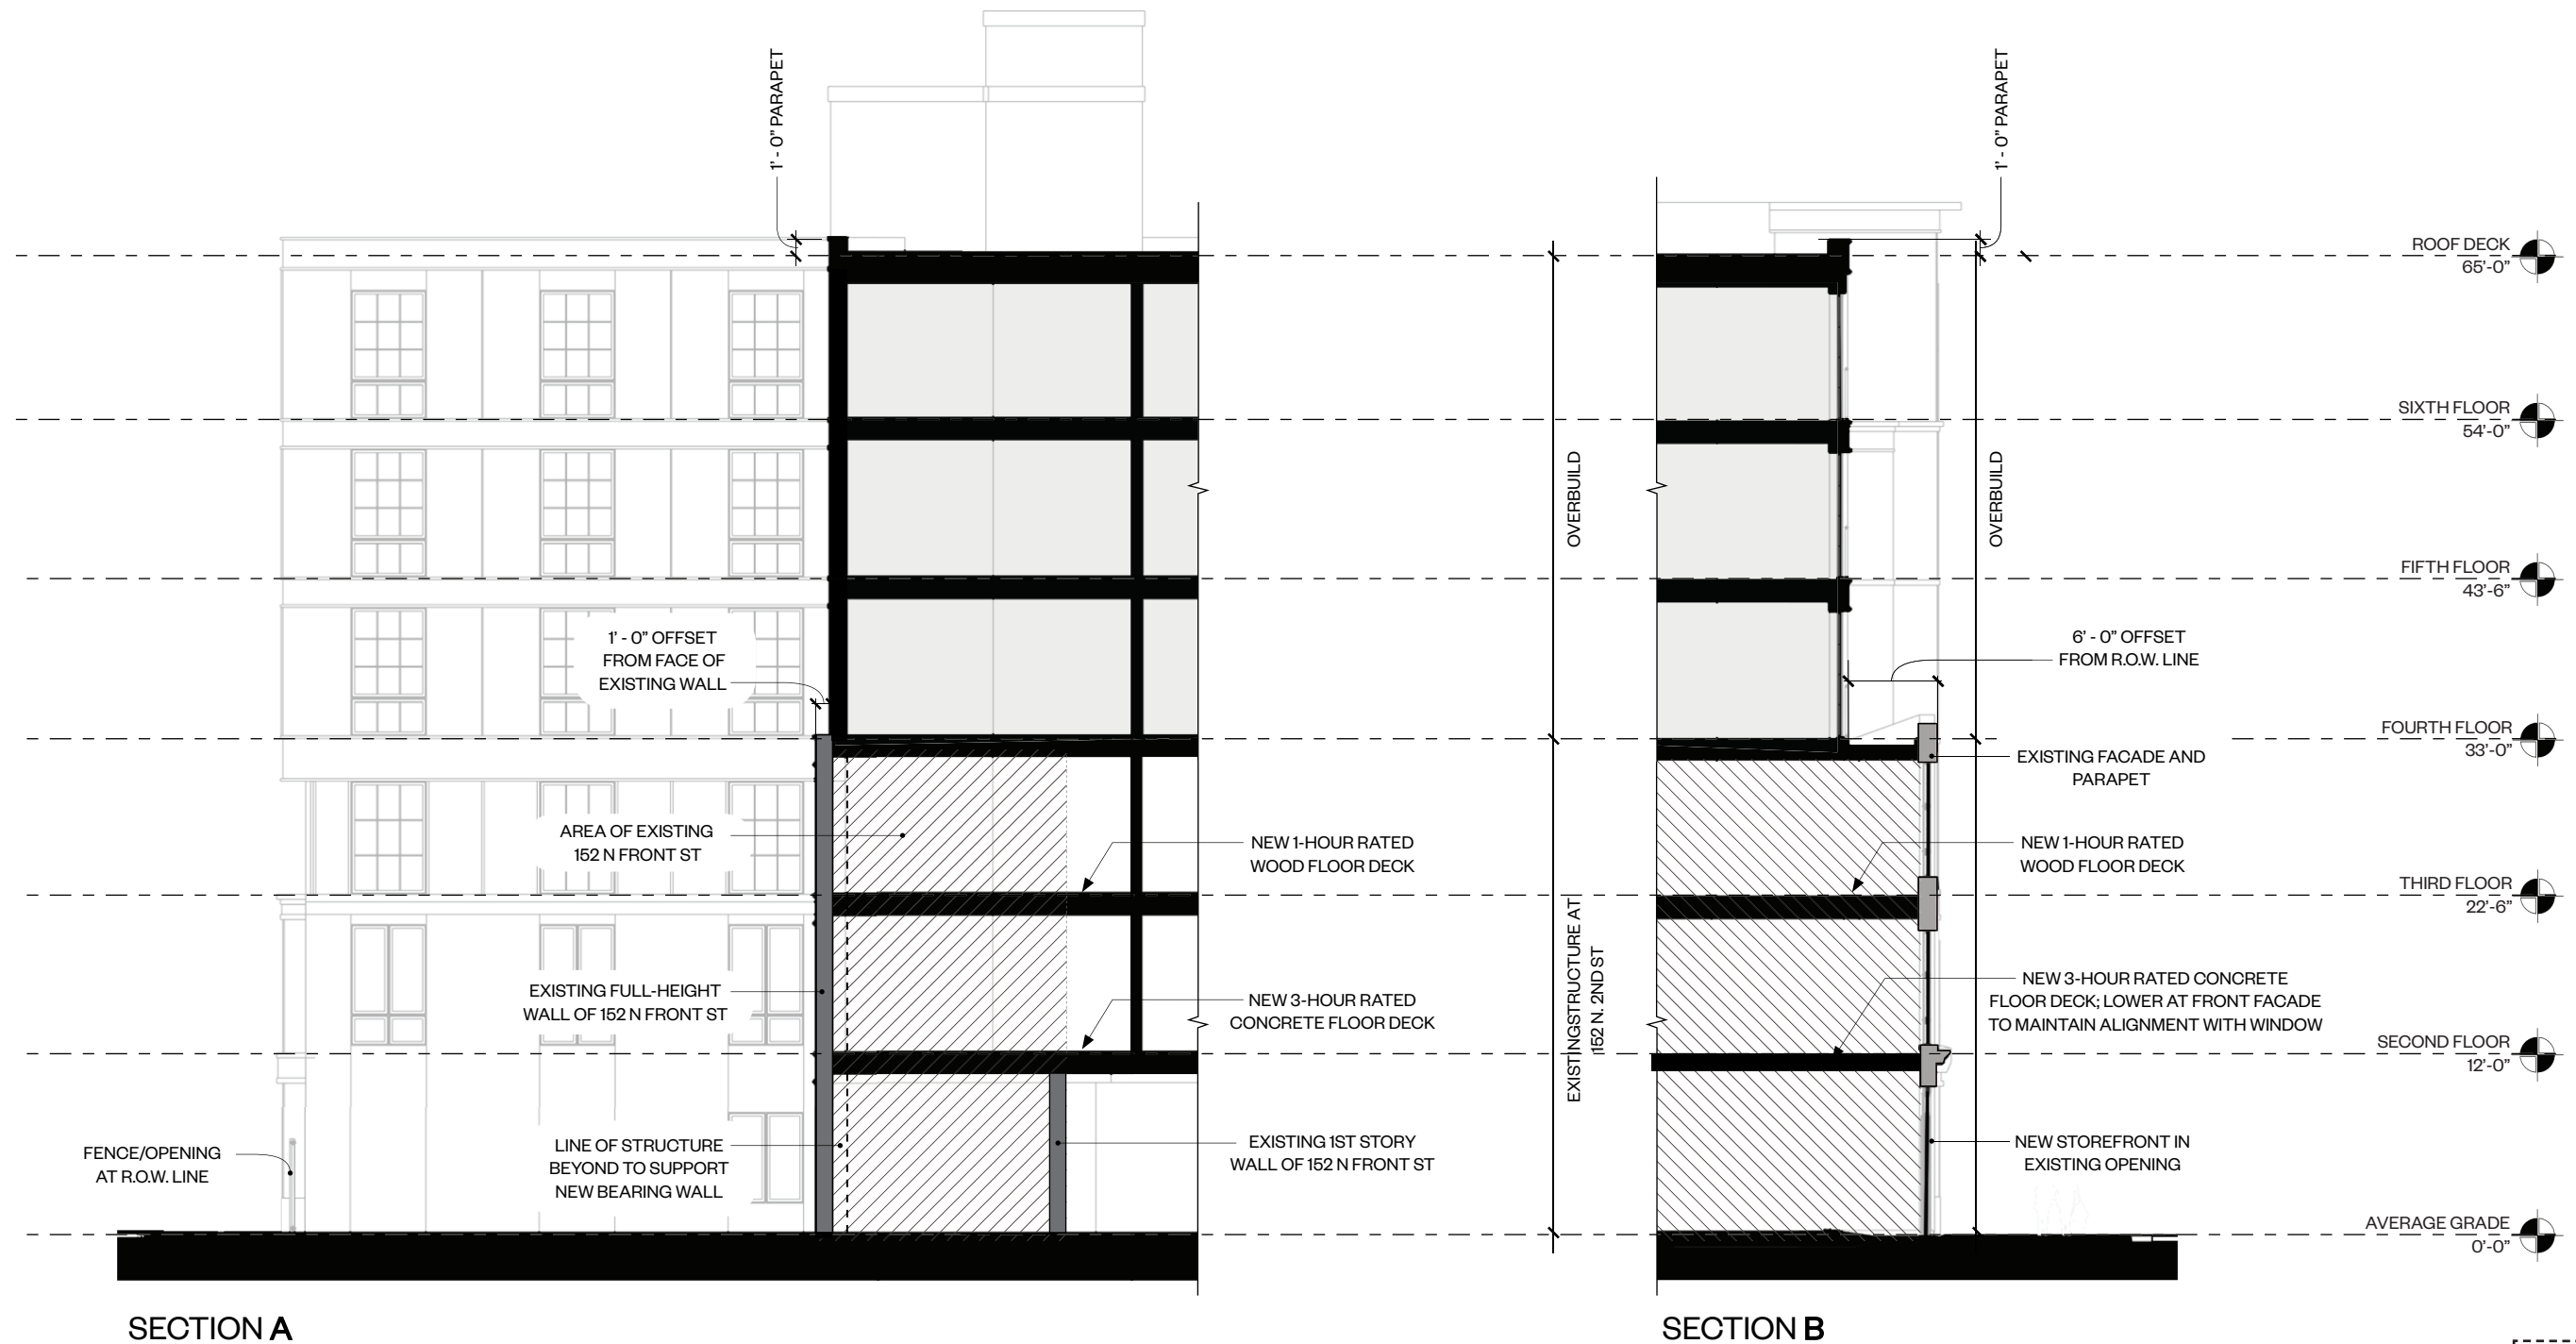 1' - 0" PARAPET
1' - 0" PARAPET
ROOF DECK
65'-0"
SIXTH FLOOR
54'-0"
OVERBUILD
OVERBUILD
FIFTH FLOOR
43'-6"
1' - 0" OFFSET
FROM FACE OF
EXISTING WALL
6' - 0" OFFSET
FROM R.O.W. LINE
FOURTH FLOOR
33'-0"
EXISTING FACADE AND
PARAPET
AREA OF EXISTING
152 N FRONT ST
NEW 1-HOUR RATED
WOOD FLOOR DECK
NEW 1-HOUR RATED
WOOD FLOOR DECK
THIRD FLOOR
22'-6"
EXISTINGSTRUCTURE AT
152 N. 2ND ST
EXISTING FULL-HEIGHT
WALL OF 152 N FRONT ST
NEW 3-HOUR RATED
CONCRETE FLOOR DECK
NEW 3-HOUR RATED CONCRETE
FLOOR DECK; LOWER AT FRONT FACADE
TO MAINTAIN ALIGNMENT WITH WINDOW
SECOND FLOOR
12'-0"
FENCE/OPENING
AT R.O.W. LINE
LINE OF STRUCTURE
BEYOND TO SUPPORT
NEW BEARING WALL
EXISTING 1ST STORY
WALL OF 152 N FRONT ST
NEW STOREFRONT IN
EXISTING OPENING
AVERAGE GRADE
0'-0"
SECTION A
SECTION B